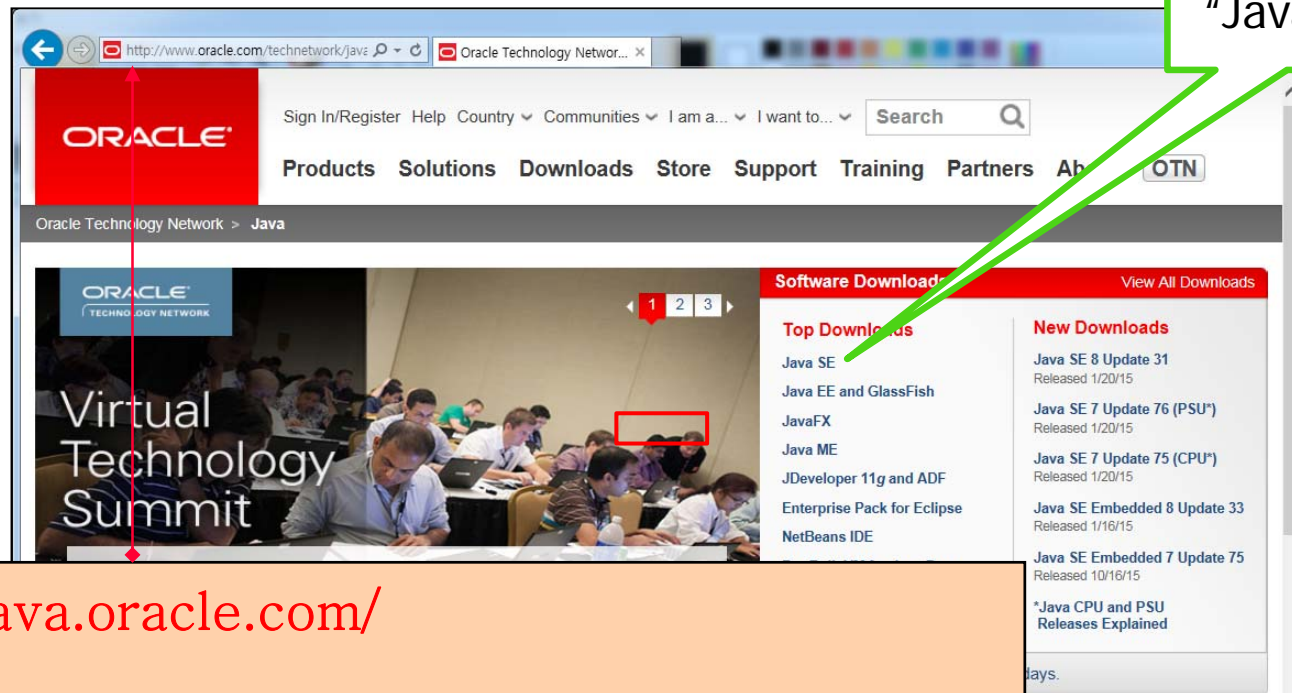 "Java
http://www.oracle.com/technetwork/java
Oracle Technology Networ... ×
ORACLE®
Sign In/Register Help Country Communities I am a... I want to... Search
Products Solutions Downloads Store Support Training Partners Ab OTN
Oracle Technology Network > Java
ORACLE®
TECHNOLOGY NETWORK
1 2 3
Virtual
Technology
Summit
Software Downloads
View All Downloads
Top Downloads
Java SE
Java EE and GlassFish
JavaFX
Java ME
JDeveloper 11g and ADF
Enterprise Pack for Eclipse
NetBeans IDE
New Downloads
Java SE 8 Update 31
Released 1/20/15
Java SE 7 Update 76 (PSU*)
Released 1/20/15
Java SE 7 Update 75 (CPU*)
Released 1/20/15
Java SE Embedded 8 Update 33
Released 1/16/15
Java SE Embedded 7 Update 75
Released 10/16/15
*Java CPU and PSU
Releases Explained
days.
ava.oracle.com/